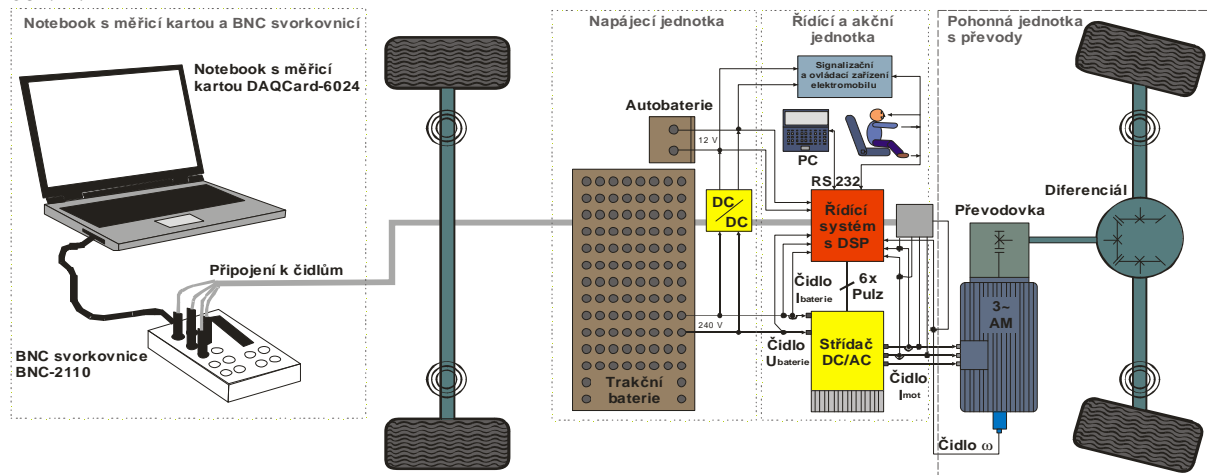 Notebook s měřicí kartou a BNC svorkovnicí
Notebook s měřicí
kartou DAQCard-6024
Připojení k čidlům
BNC svorkovnice
BNC-2110
Napájecí jednotka
Autobaterie
12 V
DC
DC
240 V
Trakční
baterie
Řídící a akční
jednotka
Signalizační
a ovládací zařízení
elektromobilu
PC
RS 232
Řídící
systém
s DSP
Čidlo
Ibaterie
6x
Pulz
Čidlo
Ubaterie
Střídač
DC/AC
Čidlo
Imot
Pohonná jednotka
s převody
Diferenciál
Převodovka
3~
AM
Čidlo ω